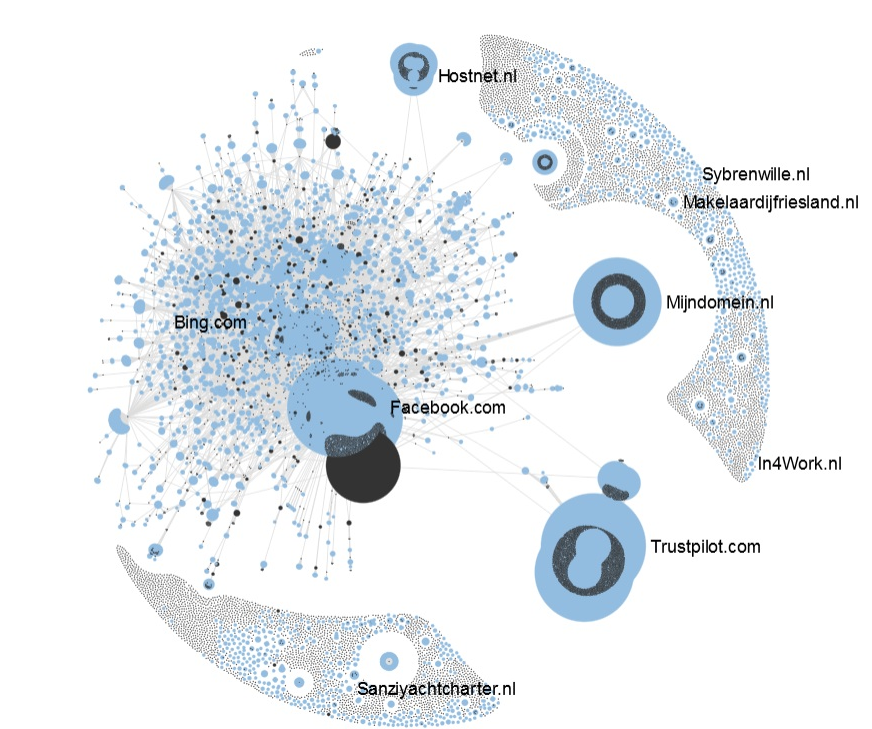 Hostnet.nl
Sybrenwille.nl
Makelaardijfriesland.nl
Mijndomein.nl
Bing.com
Facebook.com
In4Work.nl
Trustpilot.com
Sanziyachtcharter.nl